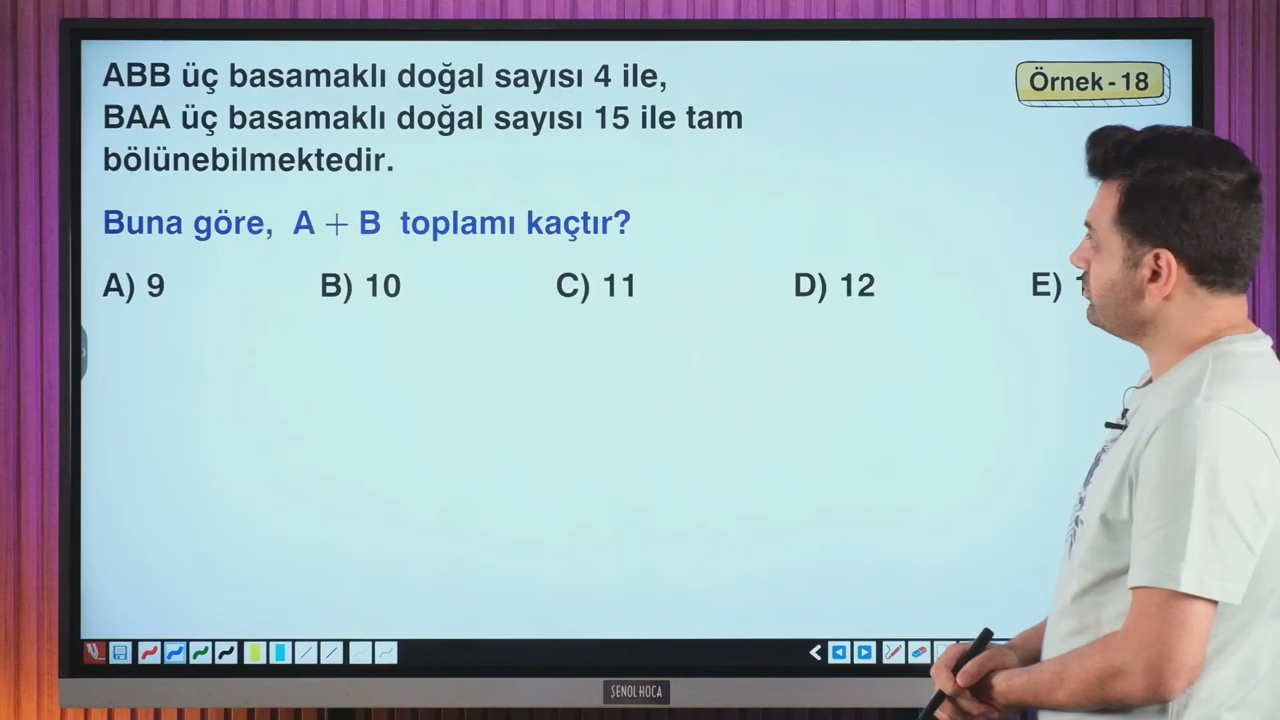 ABB üç basamaklı doğal sayısı 4 ile,
Örnek - 18
BAA üç basamaklı doğal sayısı 15 ile tam
bölünebilmektedir.
Buna göre, A + B toplamı kaçtır?
A) 9 B) 10 C) 11 D) 12 E)
ŞENOL HOCA